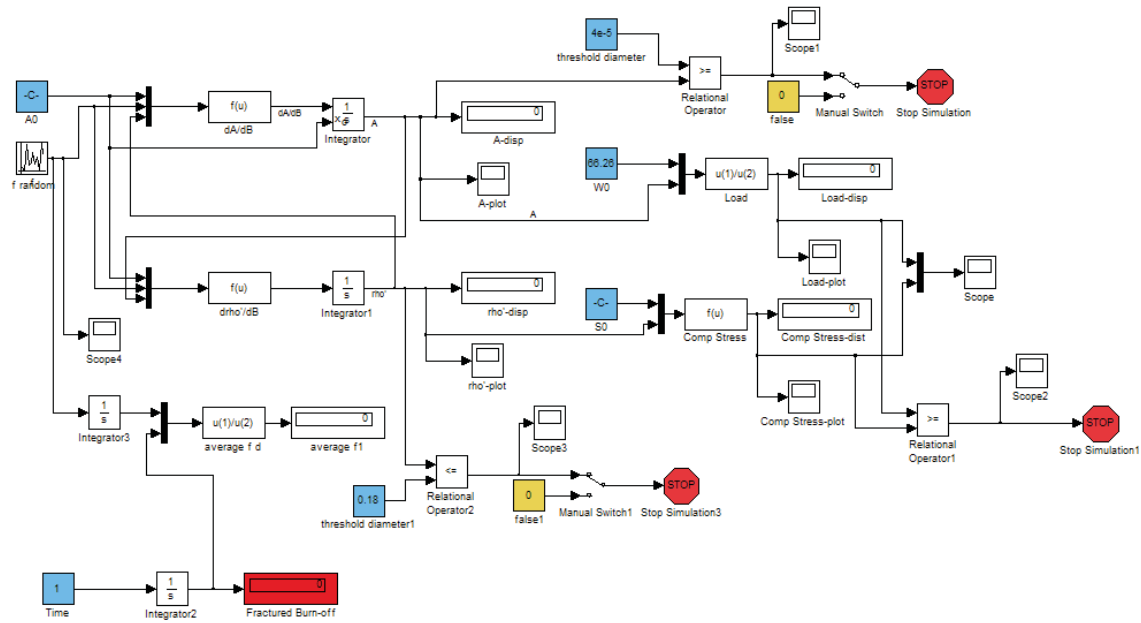 4e-5
threshold diameter
Scope1
-C-
A0
f(u)
dA/dB
dA/dB
1
s
x
o
Integrator
A
0
A-disp
>=
Relational
Operator
0
false
Manual Switch
STOP
Stop Simulation
f random
A-plot
A
66.26
W0
u(1)/u(2)
Load
0
Load-disp
Load-plot
Scope
f(u)
drho'/dB
1
s
Integrator1
rho'
0
rho'-disp
-C-
S0
f(u)
Comp Stress
0
Comp Stress-dist
Scope4
rho'-plot
Comp Stress-plot
Scope2
1
s
Integrator3
u(1)/u(2)
average f d
0
average f1
>=
Relational
Operator1
STOP
Stop Simulation1
Scope3
<=
Relational
Operator2
0.18
threshold diameter1
0
false1
Manual Switch1
STOP
Stop Simulation3
1
Time
1
s
Integrator2
0
Fractured Burn-off